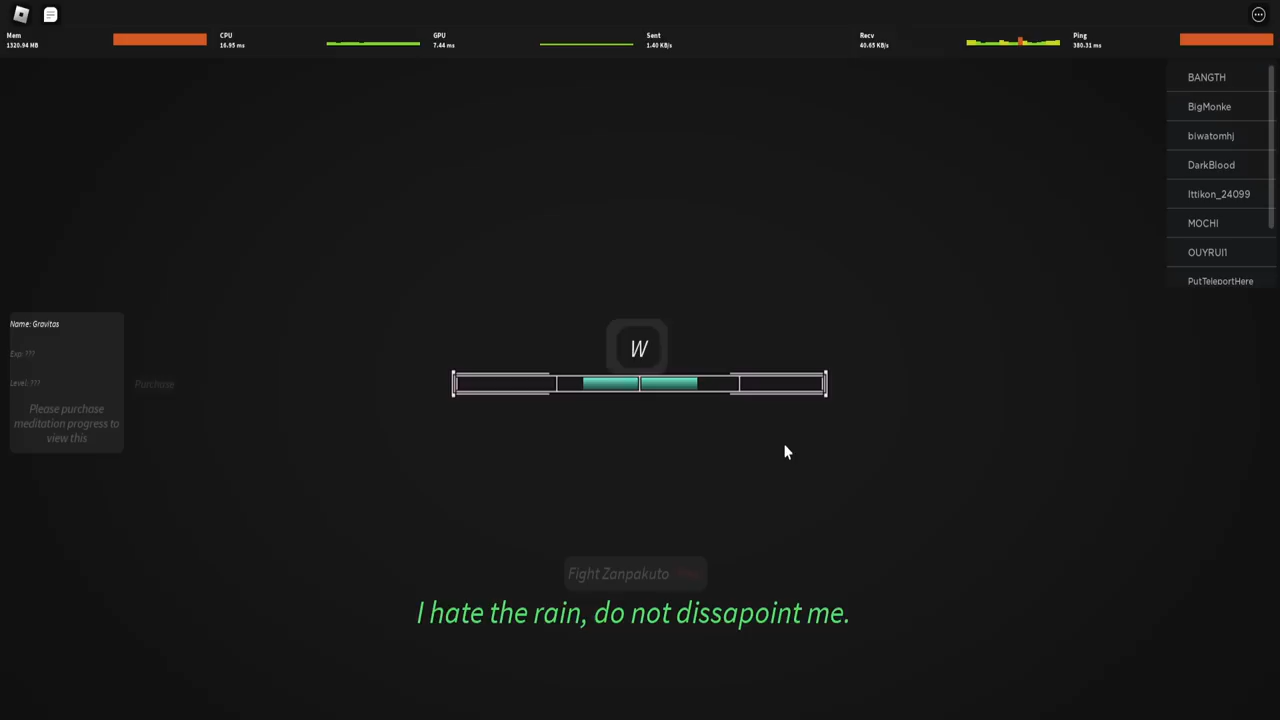 Mem
1320.94 MB
CPU
16.95 ms
GPU
7.44 ms
Sent
1.40 KB/s
Recv
40.65 KB/s
Ping
380.31 ms
BANGTH
BigMonke
biwatomhj
DarkBlood
Ittikon_24099
MOCHI
OUYRUI1
PutTeleportHere
Name: Gravitas
Exp: ???
Level: ???
Purchase
Please purchase
meditation progress to
view this
W
Fight Zanpakuto
I hate the rain, do not dissapoint me.